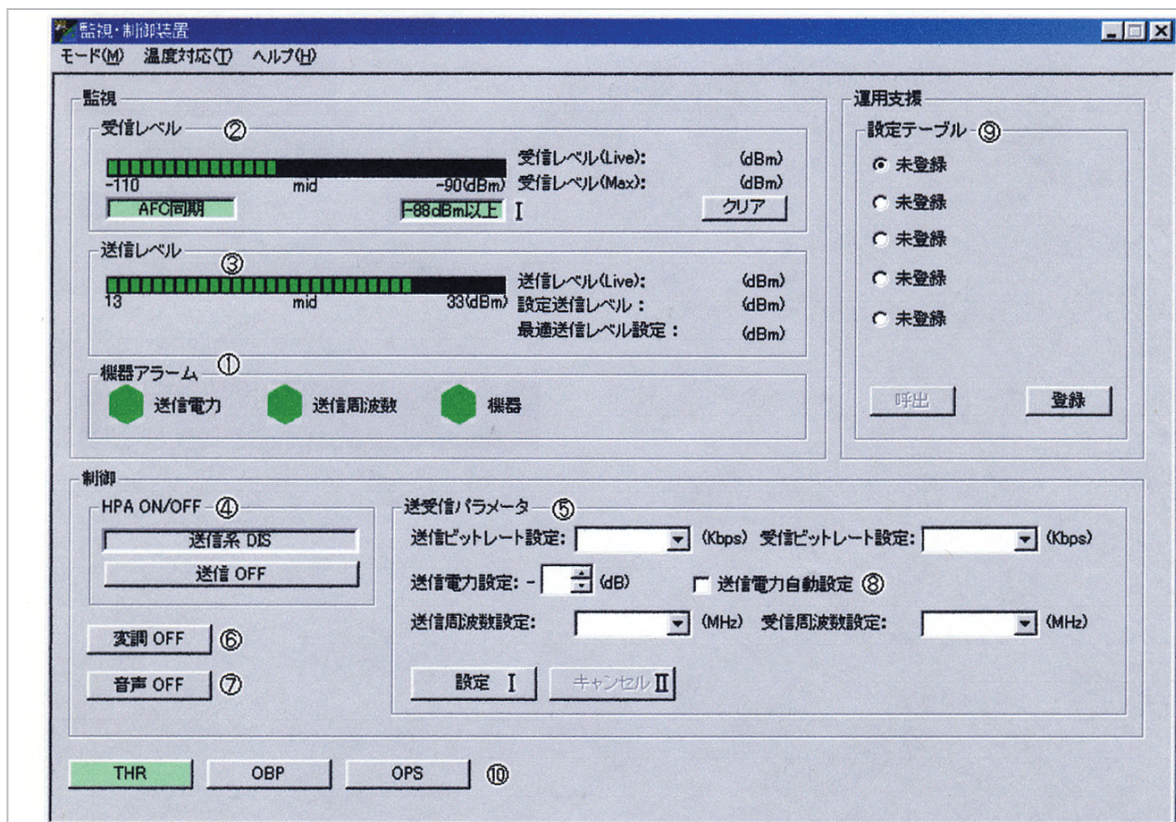 監視・制御装置
モード(M) 温度対応(T) ヘルプ(H)
監視
受信レベル ②
-110 mid -90(dBm)
受信レベル(Live): (dBm)
受信レベル(Max): (dBm)
AFC同期 -88dBm以上 I クリア
送信レベル ③
13 mid 33(dBm)
送信レベル(Live): (dBm)
設定送信レベル: (dBm)
最適送信レベル設定: (dBm)
機器アラーム ①
送信電力 送信周波数 機器
運用支援
設定テーブル ⑨
未登録
未登録
未登録
未登録
未登録
呼出 登録
制御
HPA ON/OFF ④
送信系 DIS
送信 OFF
変調 OFF ⑥
音声 OFF ⑦
送受信パラメータ ⑤
送信ビットレート設定: (Kbps) 受信ビットレート設定: (Kbps)
送信電力設定: - (dB) 送信電力自動設定 ⑧
送信周波数設定: (MHz) 受信周波数設定: (MHz)
設定 I キャンセル II
THR OBP OPS ⑩